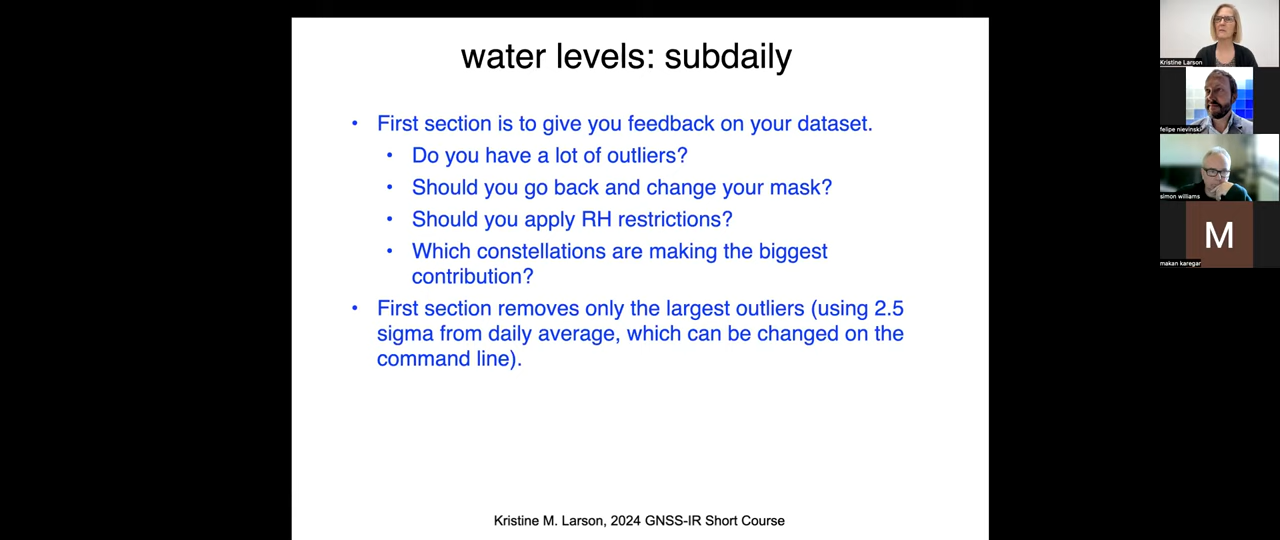 water levels: subdaily
• First section is to give you feedback on your dataset.
• Do you have a lot of outliers?
• Should you go back and change your mask?
• Should you apply RH restrictions?
• Which constellations are making the biggest
contribution?
• First section removes only the largest outliers (using 2.5
sigma from daily average, which can be changed on the
command line).
Kristine M. Larson, 2024 GNSS-IR Short Course
Kristine Larson
felipe nievinski
simon williams
M
makan karegar